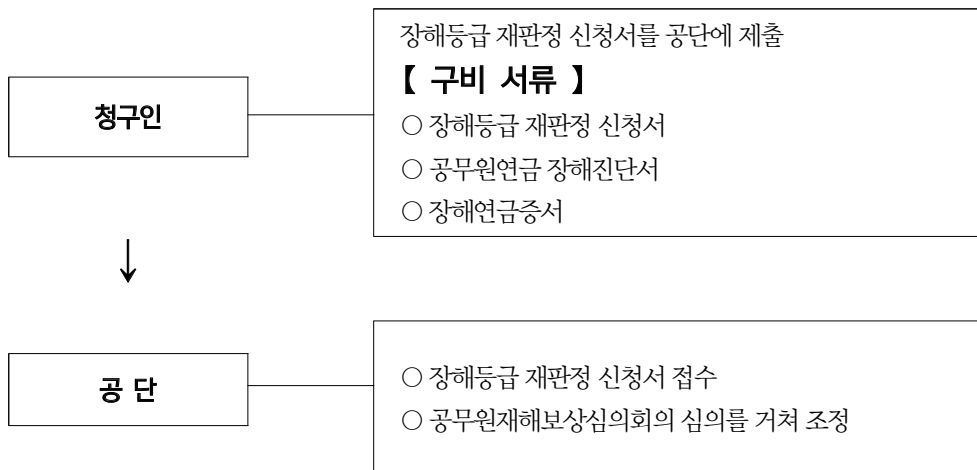 장해등급 재판정 신청서를 공단에 제출
【 구비 서류 】
청구인
○ 장해등급 재판정 신청서
○ 공무원연금 장해진단서
○ 장해연금증서
↓
공 단
○ 장해등급 재판정 신청서 접수
○ 공무원재해보상심의회의 심의를 거쳐 조정